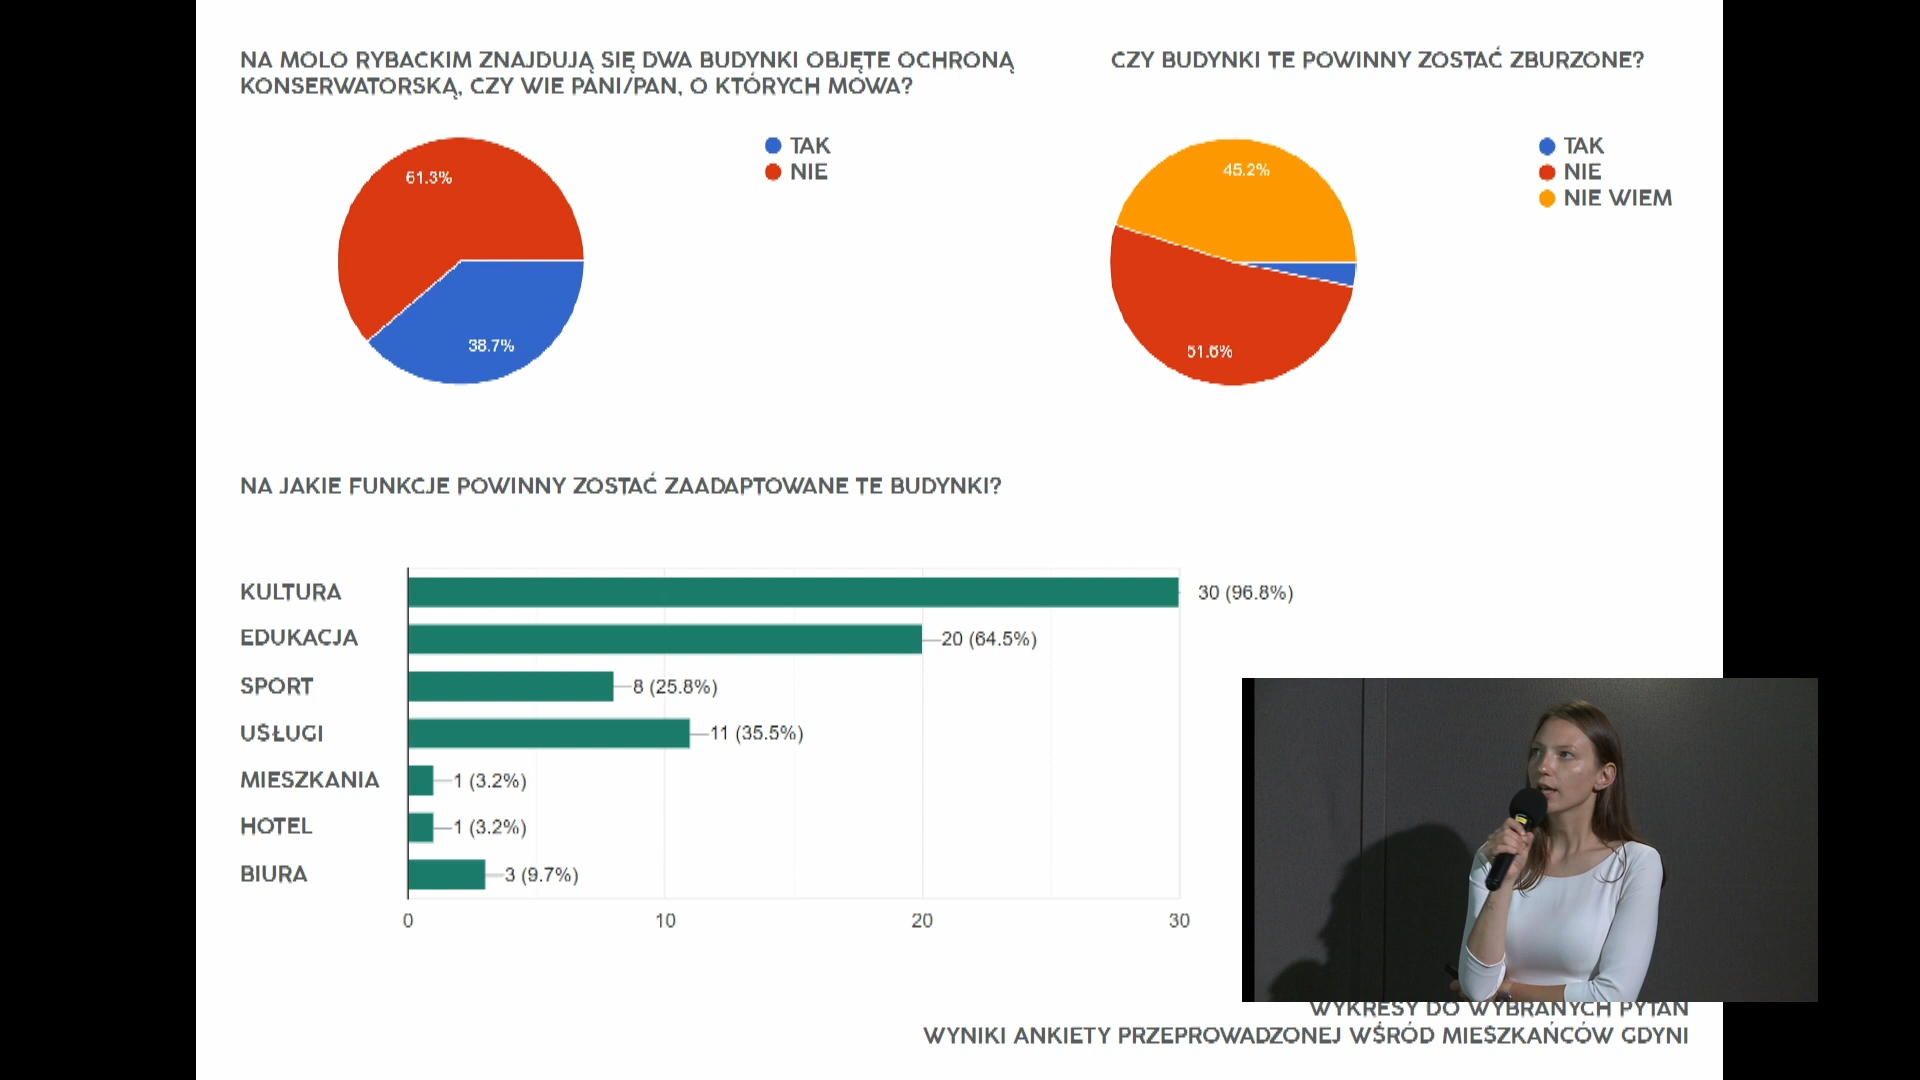 NA MOLO RYBACKIM ZNAJDUJĄ SIĘ DWA BUDYNKI OBJĘTE OCHRONĄ
KONSERWATORSKĄ, CZY WIE PANI/PAN, O KTÓRYCH MOWA?
TAK
NIE
61.3%
38.7%
CZY BUDYNKI TE POWINNY ZOSTAĆ ZBURZONE?
TAK
NIE
NIE WIEM
45.2%
51.6%
NA JAKIE FUNKCJE POWINNY ZOSTAĆ ZAADAPTOWANE TE BUDYNKI?
KULTURA 30 (96.8%)
EDUKACJA 20 (64.5%)
SPORT 8 (25.8%)
USŁUGI 11 (35.5%)
MIESZKANIA 1 (3.2%)
HOTEL 1 (3.2%)
BIURA 3 (9.7%)
0 10 20 30
WYKRESY DO WYBRANYCH PYTAŃ
WYNIKI ANKIETY PRZEPROWADZONEJ WŚRÓD MIESZKAŃCÓW GDYNI